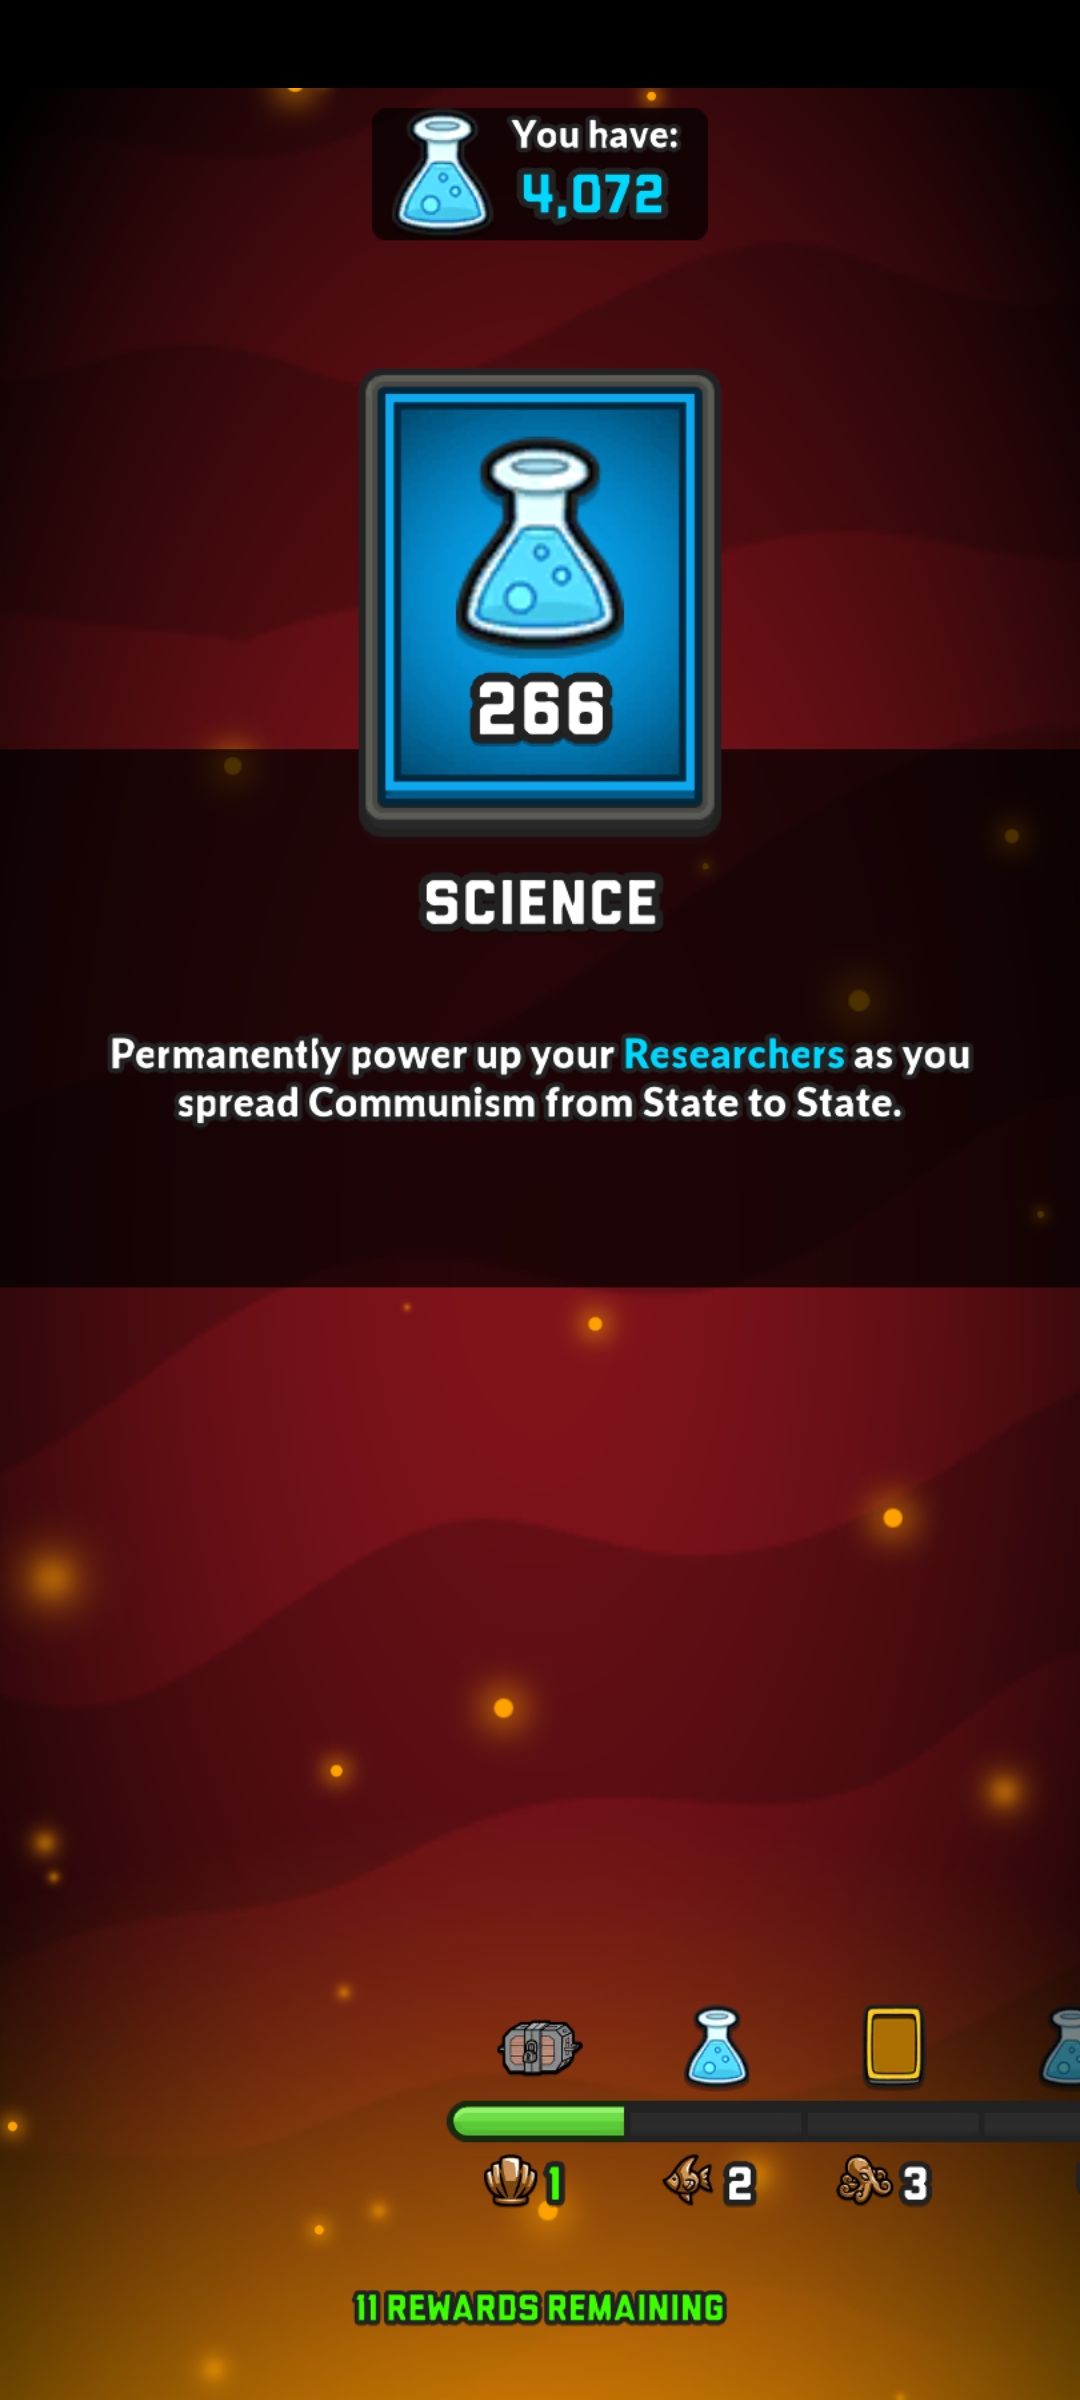 You have:
4,072
266
SCIENCE
Permanently power up your Researchers as you
spread Communism from State to State.
1
2
3
11 REWARDS REMAINING